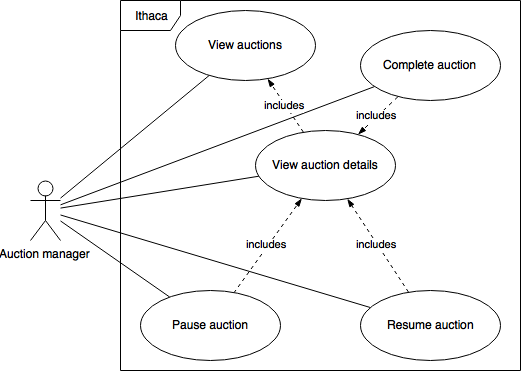 Ithaca
View auctions
Complete auction
includes
includes
View auction details
includes
includes
Auction manager
Pause auction
Resume auction